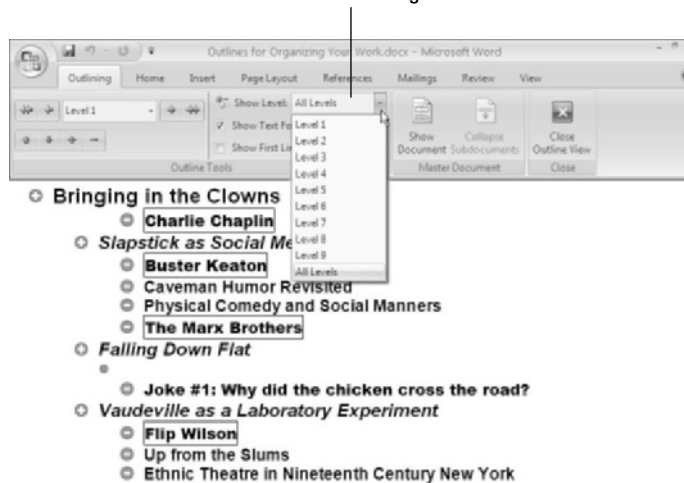 Outlines for Organizing Your Work.docx - Microsoft Word
Outlining Home Insert Page Layout References Mailings Review View
Level 1
Show Level: All Levels
Show Text Fo
Show First Lin
Outline Tools
Level 1
Level 2
Level 3
Level 4
Level 5
Level 6
Level 7
Level 8
Level 9
All Levels
Show Document
Collapse Subdocuments
Master Document
Close Outline View
Close
Bringing in the Clowns
Charlie Chaplin
Slapstick as Social Me
Buster Keaton
Caveman Humor Revisited
Physical Comedy and Social Manners
The Marx Brothers
Falling Down Flat
Joke #1: Why did the chicken cross the road?
Vaudeville as a Laboratory Experiment
Flip Wilson
Up from the Slums
Ethnic Theatre in Nineteenth Century New York